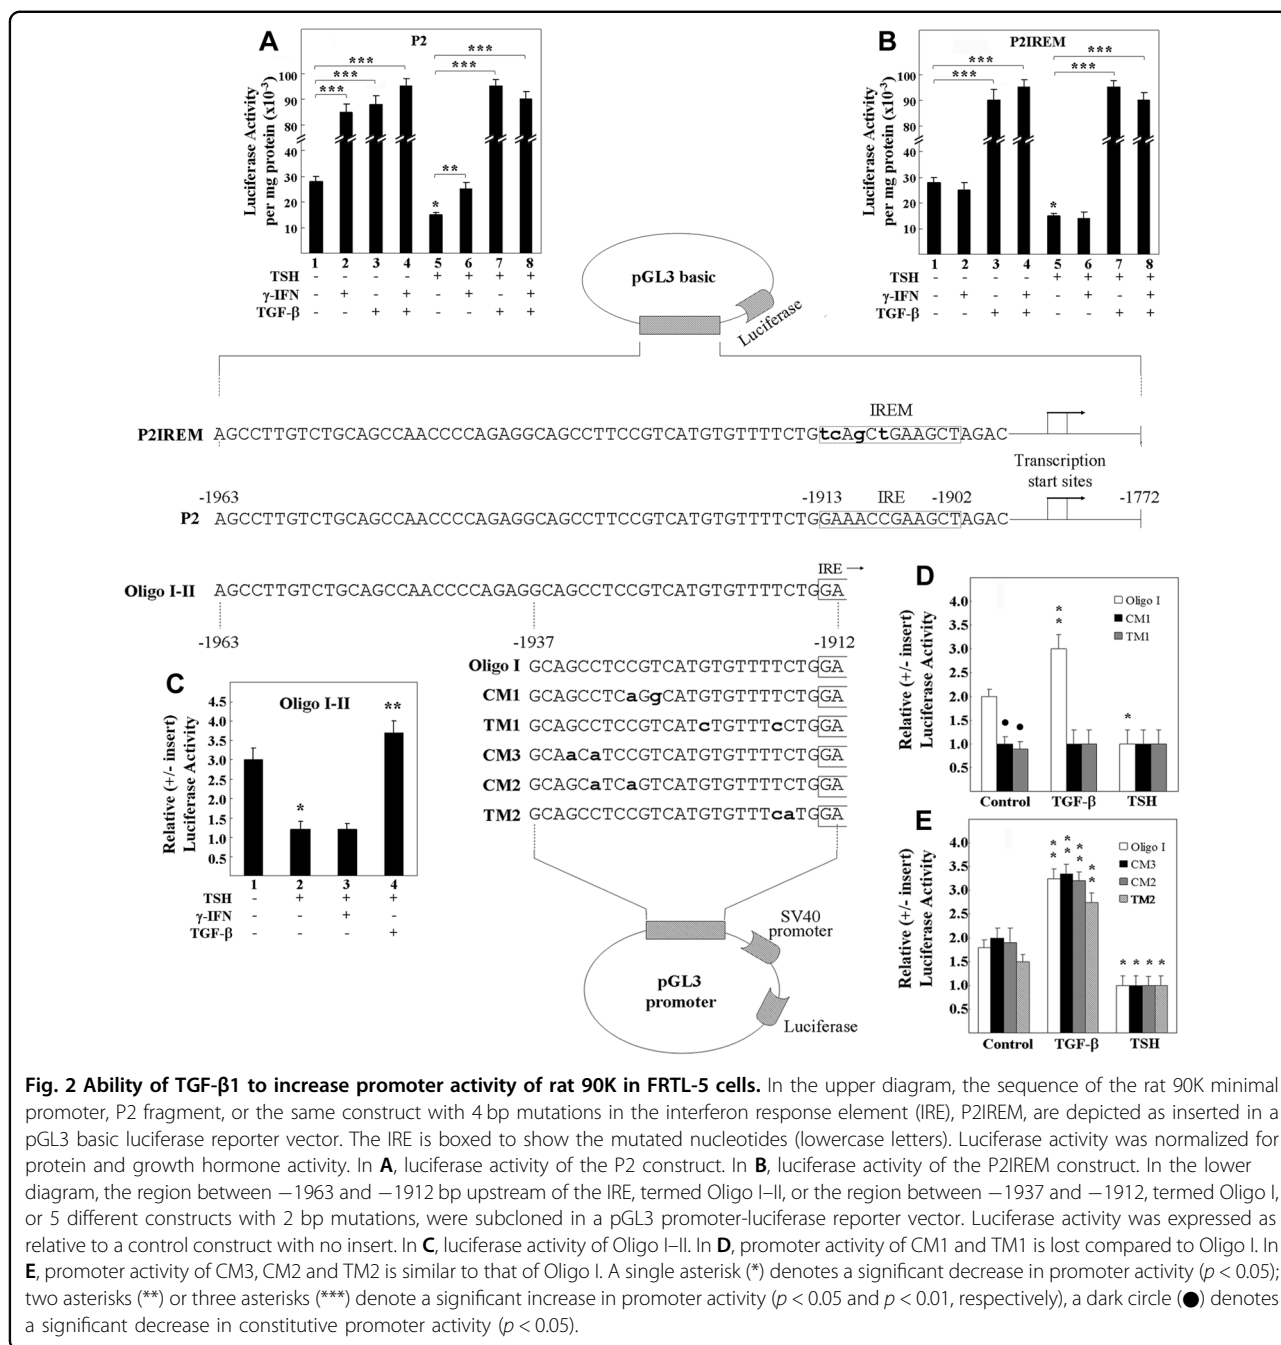 A
P2
Luciferase Activity
per mg protein (x10-3)
100
90
80
40
30
20
10
***
***
***
***
***
**
*
1 2 3 4 5 6 7 8
TSH - - - - + + + +
γ-IFN - + - + - + - +
TGF-β - - + + - - + +
B
P2IREM
Luciferase Activity
per mg protein (x10-3)
100
90
80
40
30
20
10
***
***
***
***
*
1 2 3 4 5 6 7 8
TSH - - - - + + + +
γ-IFN - + - + - + - +
TGF-β - - + + - - + +
pGL3 basic
Luciferase
IREM
P2IREM AGCCTTGTCTGCAGCCAACCCCAGAGGCAGCCTTCCGTCATGTGTTTTCTGtcAgCtGAAGCTAGAC
Transcription
start sites
-1963 -1913 IRE -1902 -1772
P2 AGCCTTGTCTGCAGCCAACCCCAGAGGCAGCCTTCCGTCATGTGTTTTCTGGAAACCGAAGCTAGAC
IRE →
Oligo I-II AGCCTTGTCTGCAGCCAACCCCAGAGGCAGCCTCCGTCATGTGTTTTCTGGA
-1963 -1937 -1912
Oligo I GCAGCCTCCGTCATGTGTTTTCTGGA
CM1 GCAGCCTCaGgCATGTGTTTTCTGGA
TM1 GCAGCCTCCGTCATcTGTTTcCTGGA
CM3 GCAaCaTCCGTCATGTGTTTTCTGGA
CM2 GCAGCaTCaGTCATGTGTTTTCTGGA
TM2 GCAGCCTCCGTCATGTGTTTcaTGGA
SV40
promoter
pGL3
promoter
Luciferase
C
Oligo I-II
Relative (+/- insert)
Luciferase Activity
4.5
4.0
3.5
3.0
2.5
2.0
1.5
1.0
0.5
*
**
1 2 3 4
TSH - + + +
γ-IFN - - + -
TGF-β - - - +
D
Relative (+/- insert)
Luciferase Activity
4.0
3.5
3.0
2.5
2.0
1.5
1.0
0.5
Oligo I
CM1
TM1
● ●
**
*
Control TGF-β TSH
E
Relative (+/- insert)
Luciferase Activity
4.0
3.5
3.0
2.5
2.0
1.5
1.0
Oligo I
CM3
CM2
TM2
** ** ** **
* * * *
Control TGF-β TSH
Fig. 2 Ability of TGF-β1 to increase promoter activity of rat 90K in FRTL-5 cells. In the upper diagram, the sequence of the rat 90K minimal
promoter, P2 fragment, or the same construct with 4 bp mutations in the interferon response element (IRE), P2IREM, are depicted as inserted in a
pGL3 basic luciferase reporter vector. The IRE is boxed to show the mutated nucleotides (lowercase letters). Luciferase activity was normalized for
protein and growth hormone activity. In A, luciferase activity of the P2 construct. In B, luciferase activity of the P2IREM construct. In the lower
diagram, the region between −1963 and −1912 bp upstream of the IRE, termed Oligo I–II, or the region between −1937 and −1912, termed Oligo I,
or 5 different constructs with 2 bp mutations, were subcloned in a pGL3 promoter-luciferase reporter vector. Luciferase activity was expressed as
relative to a control construct with no insert. In C, luciferase activity of Oligo I–II. In D, promoter activity of CM1 and TM1 is lost compared to Oligo I. In
E, promoter activity of CM3, CM2 and TM2 is similar to that of Oligo I. A single asterisk (*) denotes a significant decrease in promoter activity (p < 0.05);
two asterisks (**) or three asterisks (***) denote a significant increase in promoter activity (p < 0.05 and p < 0.01, respectively), a dark circle (●) denotes
a significant decrease in constitutive promoter activity (p < 0.05).